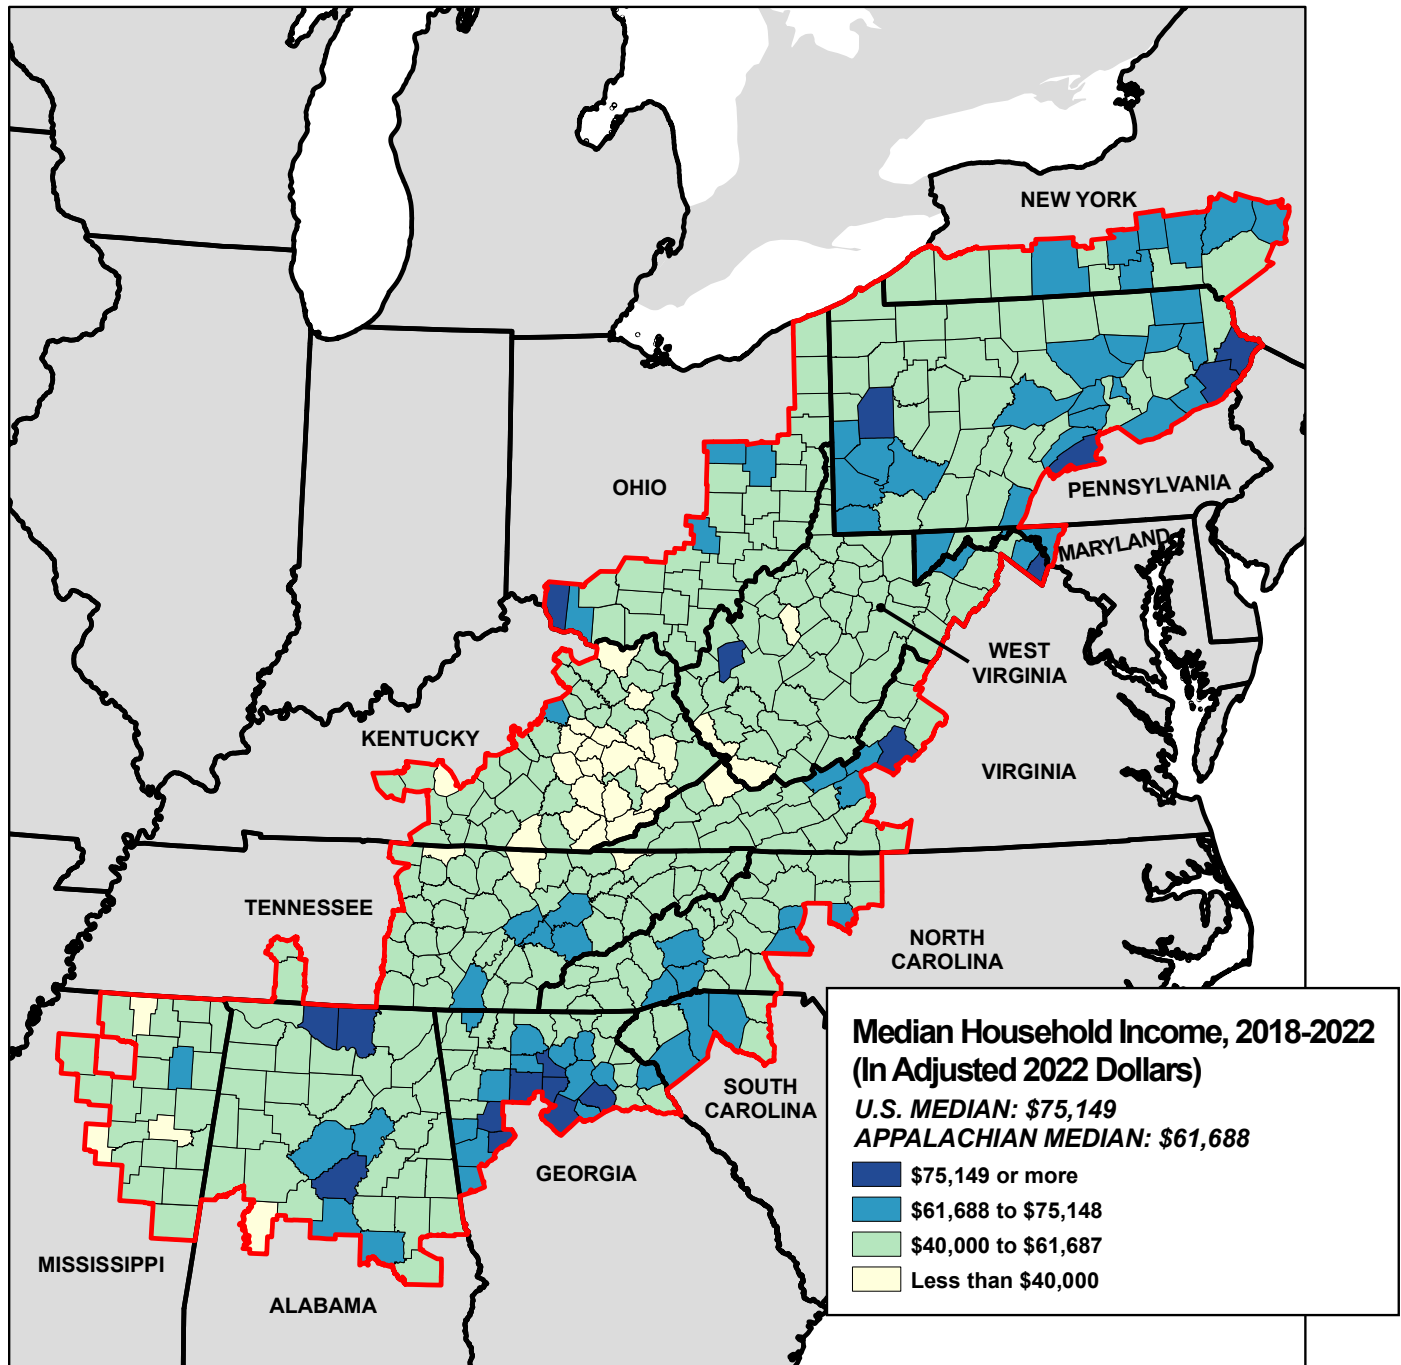 NEW YORK
OHIO
PENNSYLVANIA
MARYLAND
WEST
VIRGINIA
KENTUCKY
VIRGINIA
TENNESSEE
NORTH
CAROLINA
SOUTH
CAROLINA
GEORGIA
MISSISSIPPI
ALABAMA
Median Household Income, 2018-2022
(In Adjusted 2022 Dollars)
U.S. MEDIAN: $75,149
APPALACHIAN MEDIAN: $61,688
$75,149 or more
$61,688 to $75,148
$40,000 to $61,687
Less than $40,000